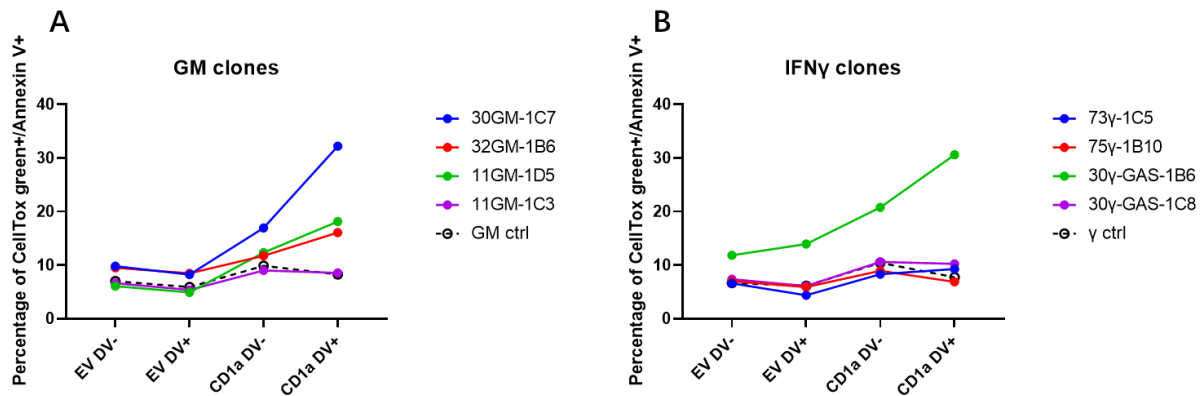 A
GM clones
Percentage of CellTox green+/Annexin V+
40
30
20
10
0
EV DV-
EV DV+
CD1a DV-
CD1a DV+
30GM-1C7
32GM-1B6
11GM-1D5
11GM-1C3
GM ctrl
B
IFNγ clones
Percentage of CellTox green+/Annexin V+
40
30
20
10
0
EV DV-
EV DV+
CD1a DV-
CD1a DV+
73γ-1C5
75γ-1B10
30γ-GAS-1B6
30γ-GAS-1C8
γ ctrl